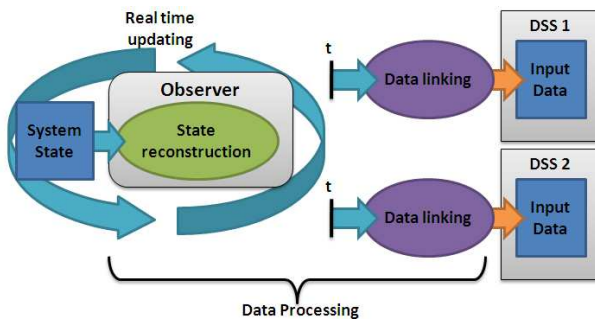 Real time
updating
Observer
System
State
State
reconstruction
t
Data linking
DSS 1
Input
Data
t
Data linking
DSS 2
Input
Data
Data Processing